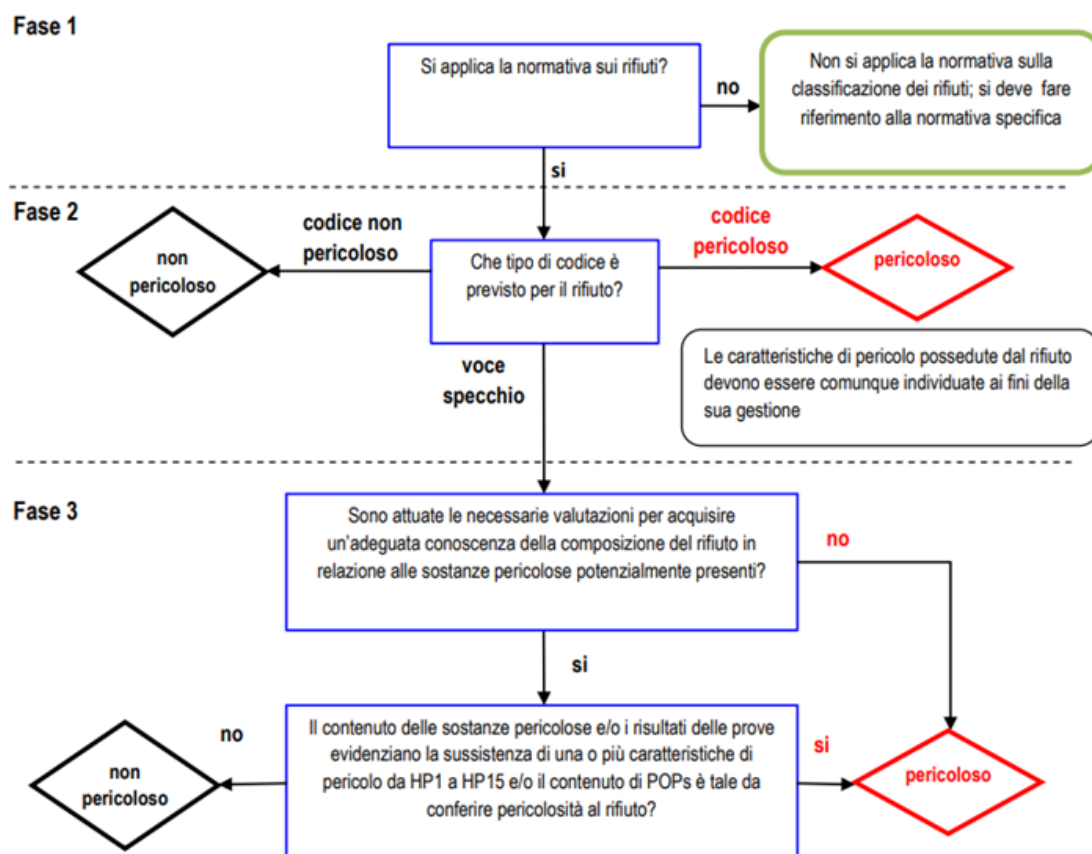 Fase 1
Si applica la normativa sui rifiuti?
no
Non si applica la normativa sulla
classificazione dei rifiuti; si deve fare
riferimento alla normativa specifica
si
Fase 2
non
pericoloso
codice non
pericoloso
Che tipo di codice è
previsto per il rifiuto?
codice
pericoloso
pericoloso
Le caratteristiche di pericolo possedute dal rifiuto
devono essere comunque individuate ai fini della
sua gestione
voce
specchio
Fase 3
Sono attuate le necessarie valutazioni per acquisire
un'adeguata conoscenza della composizione del rifiuto in
relazione alle sostanze pericolose potenzialmente presenti?
no
si
Il contenuto delle sostanze pericolose e/o i risultati delle prove
evidenziano la sussistenza di una o più caratteristiche di
pericolo da HP1 a HP15 e/o il contenuto di POPs è tale da
conferire pericolosità al rifiuto?
no
non
pericoloso
si
pericoloso